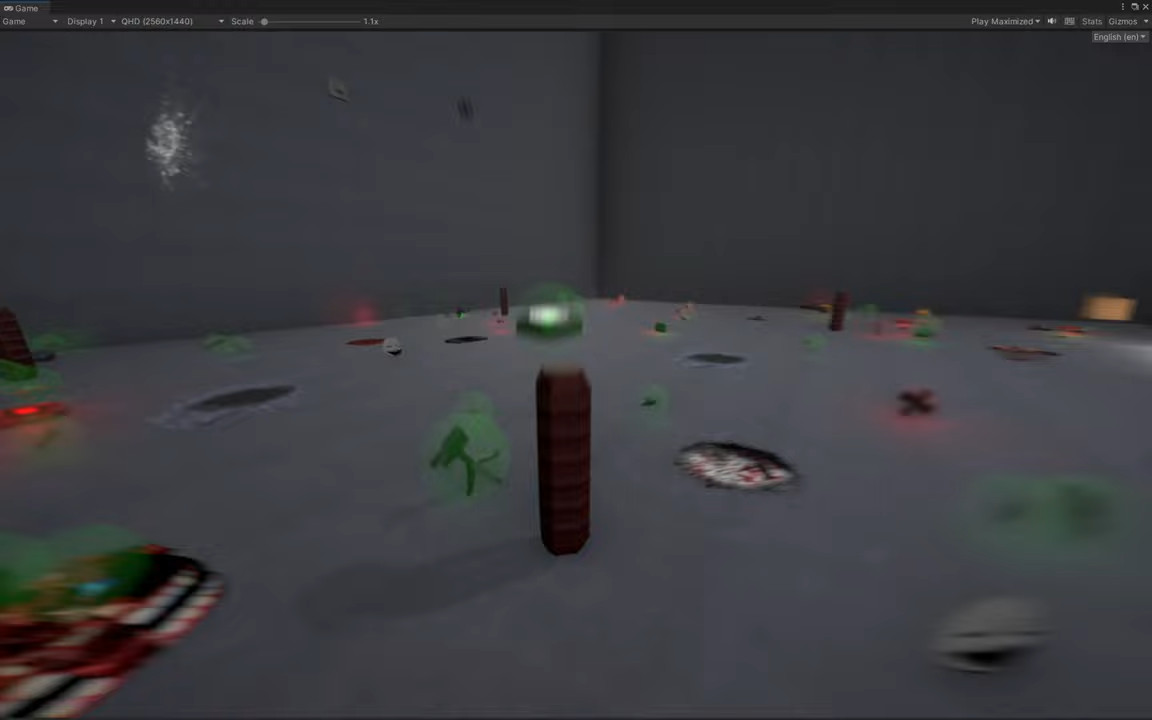 Game
Game Display 1 QHD (2560x1440) Scale 1.1x Play Maximized Stats Gizmos
English (en)